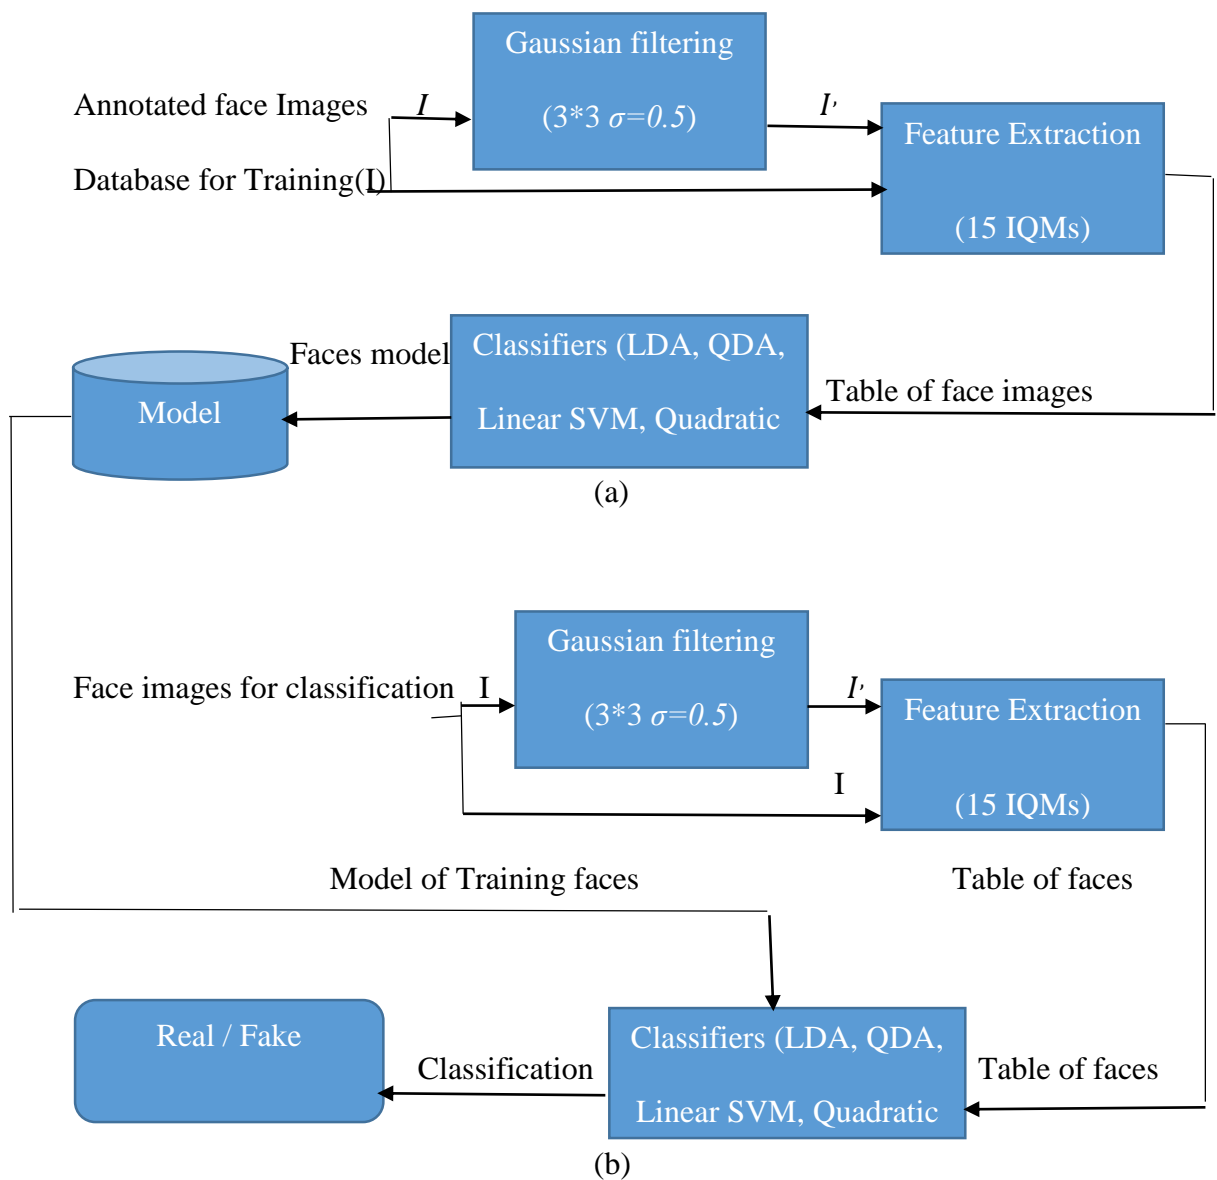 Gaussian filtering
(3*3 σ=0.5)
Annotated face Images
Database for Training(I)
I
I’
Feature Extraction
(15 IQMs)
Table of face images
Classifiers (LDA, QDA,
Linear SVM, Quadratic
Faces model
Model
(a)
Gaussian filtering
(3*3 σ=0.5)
Face images for classification
I
I’
I
Feature Extraction
(15 IQMs)
Model of Training faces
Table of faces
Real / Fake
Classification
Classifiers (LDA, QDA,
Linear SVM, Quadratic
Table of faces
(b)